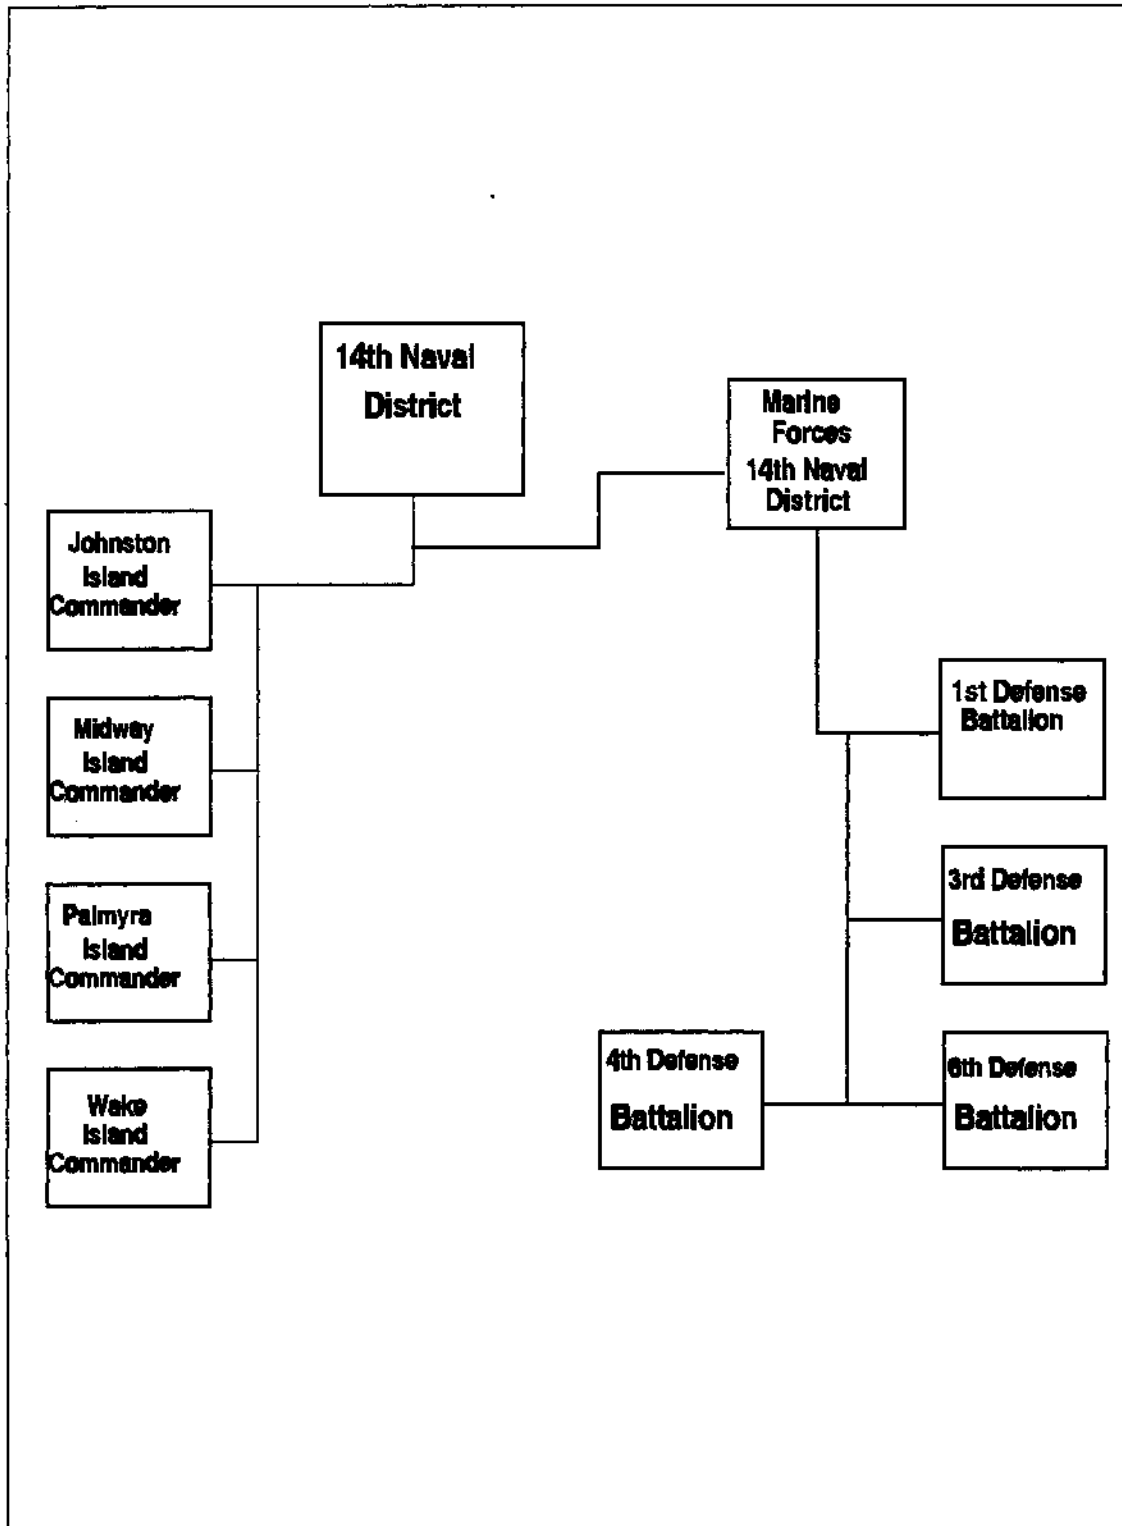 14th Naval
District
Marine
Forces
14th Naval
District
Johnston
Island
Commander
Midway
Island
Commander
Palmyra
Island
Commander
Wake
Island
Commander
1st Defense
Battalion
3rd Defense
Battalion
4th Defense
Battalion
6th Defense
Battalion